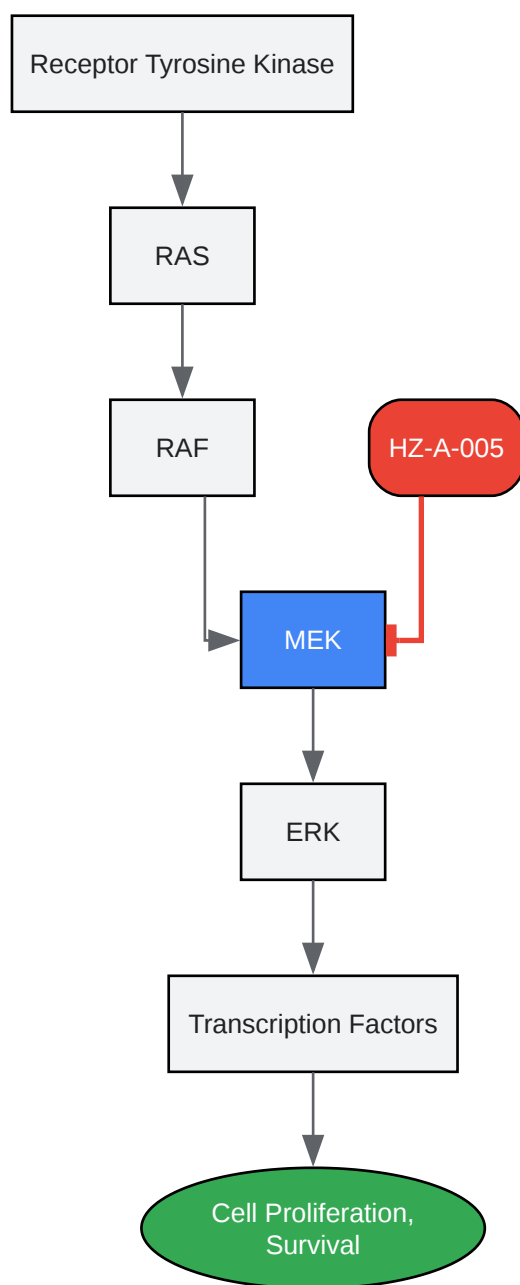 Receptor Tyrosine Kinase
RAS
RAF
HZ-A-005
MEK
ERK
Transcription Factors
Cell Proliferation,
Survival